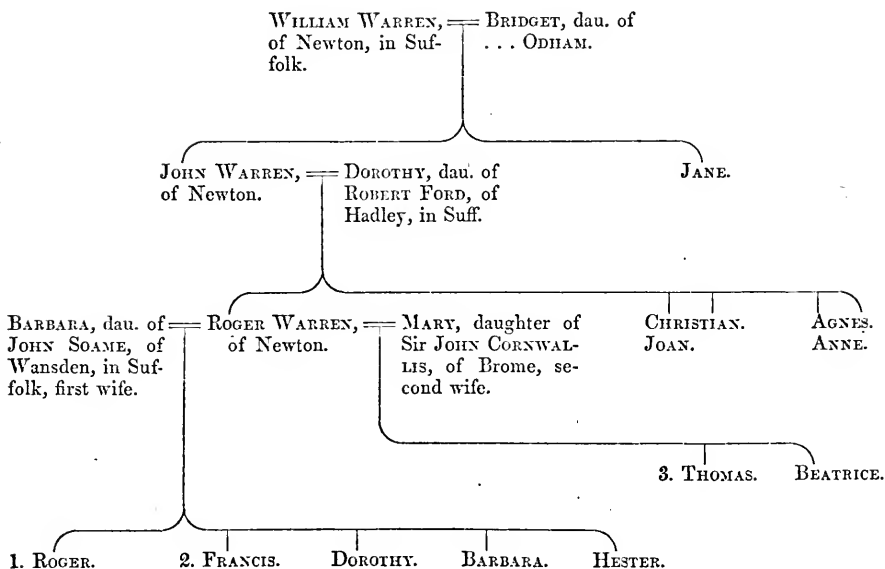 WILLIAM WARREN,
of Newton, in Suf-
folk.
BRIDGET, dau. of
... ODHAM.
JOHN WARREN,
of Newton.
DOROTHY, dau. of
ROBERT FORD, of
Hadley, in Suff.
JANE.
BARBARA, dau. of
JOHN SOAME, of
Wansden, in Suf-
folk, first wife.
ROGER WARREN,
of Newton.
MARY, daughter of
Sir JOHN CORNWAL-
LIS, of Brome, se-
cond wife.
CHRISTIAN.
JOAN.
AGNES.
ANNE.
3. THOMAS.
BEATRICE.
1. ROGER.
2. FRANCIS.
DOROTHY.
BARBARA.
HESTER.